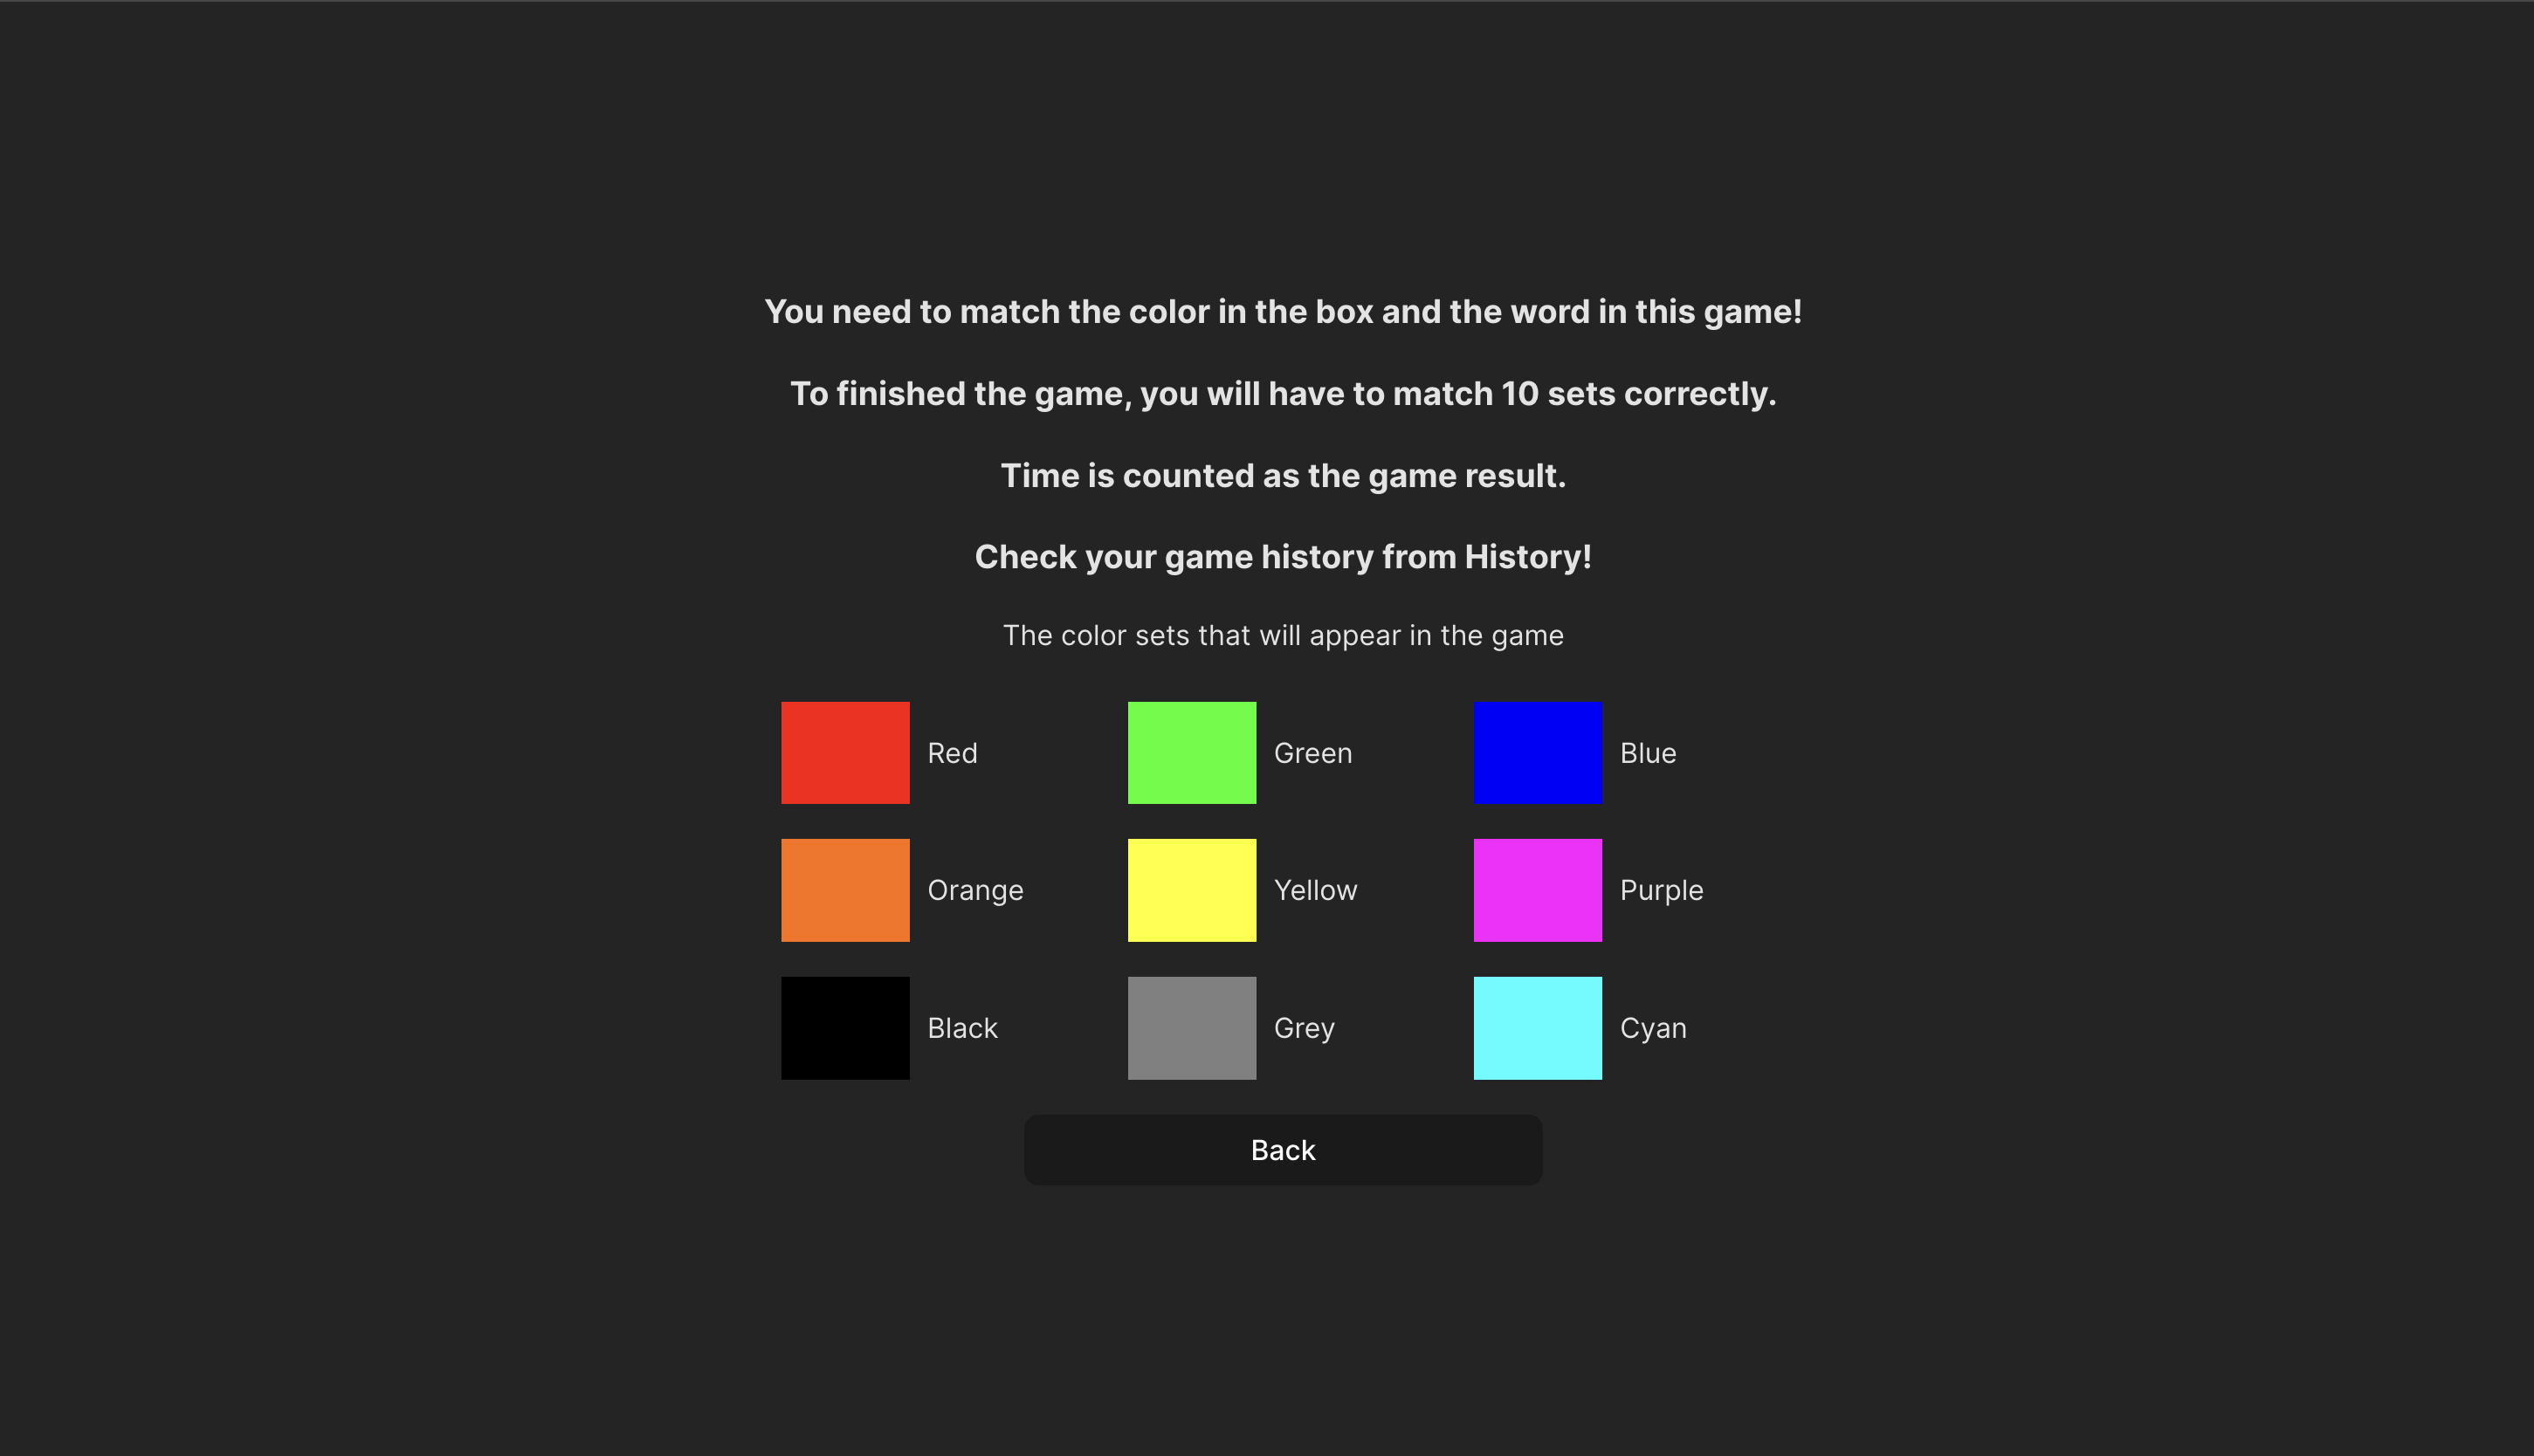 You need to match the color in the box and the word in this game!
To finished the game, you will have to match 10 sets correctly.
Time is counted as the game result.
Check your game history from History!
The color sets that will appear in the game
Red
Green
Blue
Orange
Yellow
Purple
Black
Grey
Cyan
Back